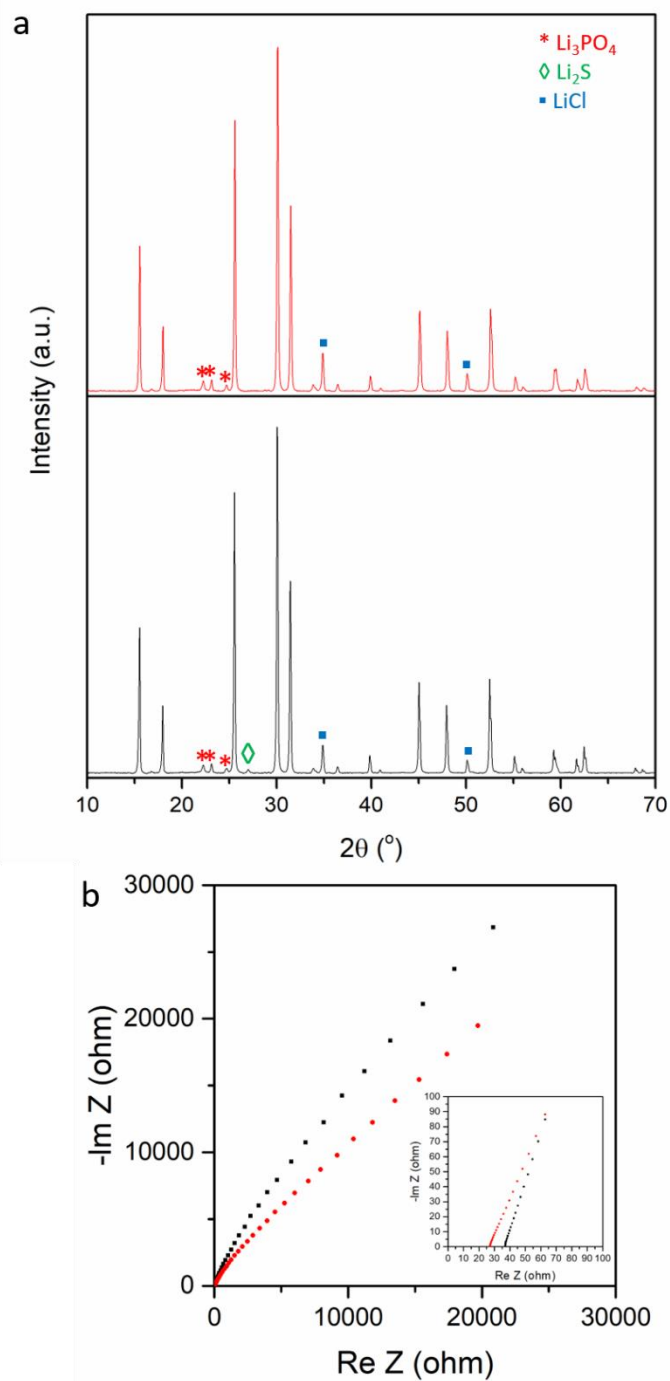 a
* Li₃PO₄
◊ Li₂S
■ LiCl
Intensity (a.u.)
10 20 30 40 50 60 70
2θ (°)
b
30000
20000
10000
0
-Im Z (ohm)
0 10000 20000 30000
Re Z (ohm)
100
90
80
70
60
50
40
30
20
10
0
-Im Z (ohm)
0 10 20 30 40 50 60 70 80 90 100
Re Z (ohm)